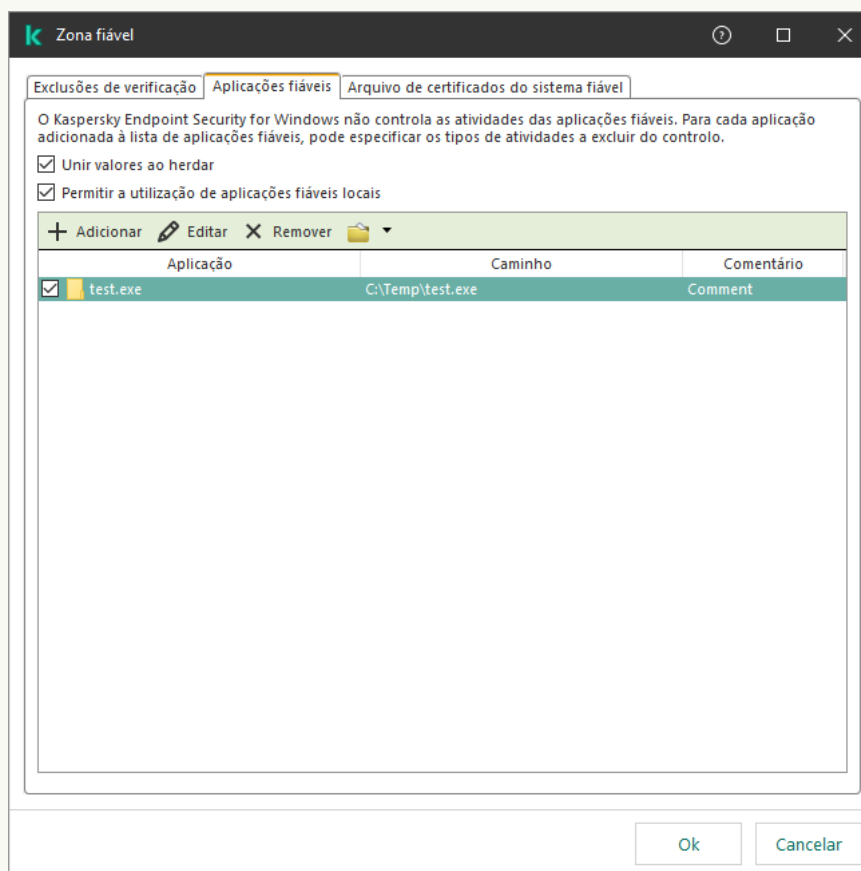 Zona fiável
Exclusões de verificação Aplicações fiáveis Arquivo de certificados do sistema fiável
O Kaspersky Endpoint Security for Windows não controla as atividades das aplicações fiáveis. Para cada aplicação
adicionada à lista de aplicações fiáveis, pode especificar os tipos de atividades a excluir do controlo.
Unir valores ao herdar
Permitir a utilização de aplicações fiáveis locais
Adicionar Editar Remover
Aplicação Caminho Comentário
test.exe C:\Temp\test.exe Comment
Ok Cancelar